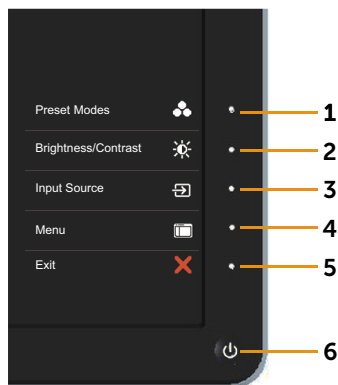 Preset Modes 1
Brightness/Contrast 2
Input Source 3
Menu 4
Exit 5
6